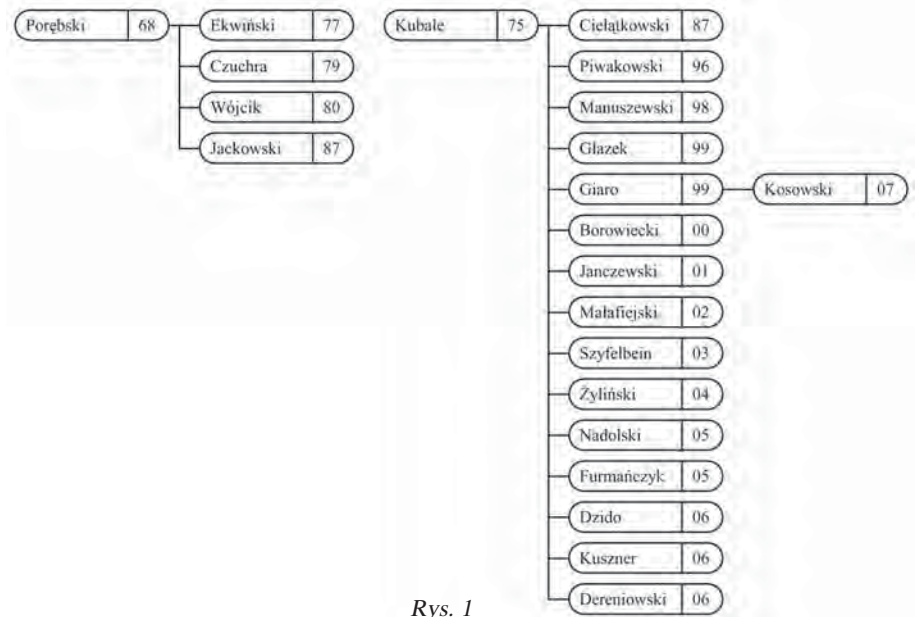 Porębski 68 Ekwiński 77 Kubale 75 Cielątkowski 87
Czuchra 79 Piwakowski 96
Wójcik 80 Manuszewski 98
Jackowski 87 Głazek 99
Giaro 99 Kosowski 07
Borowiecki 00
Janczewski 01
Małafiejski 02
Szyfelbein 03
Żyliński 04
Nadolski 05
Furmańczyk 05
Dzido 06
Kuszner 06
Dereniowski 06
Rys. 1